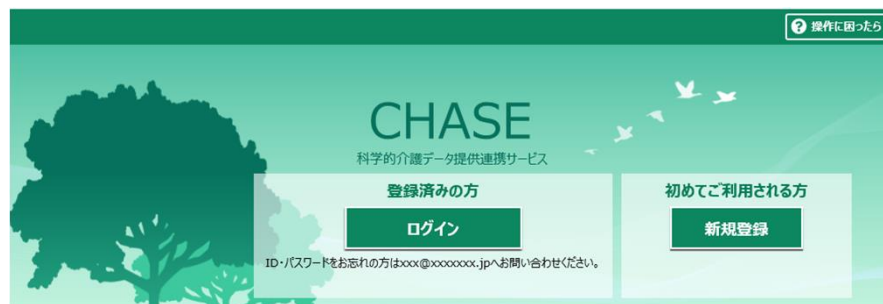 操作に困ったら
CHASE
科学的介護データ提供連携サービス
登録済みの方
ログイン
ID・パスワードをお忘れの方はxxx@xxxxxxx.jpへお問い合わせください。
初めてご利用される方
新規登録